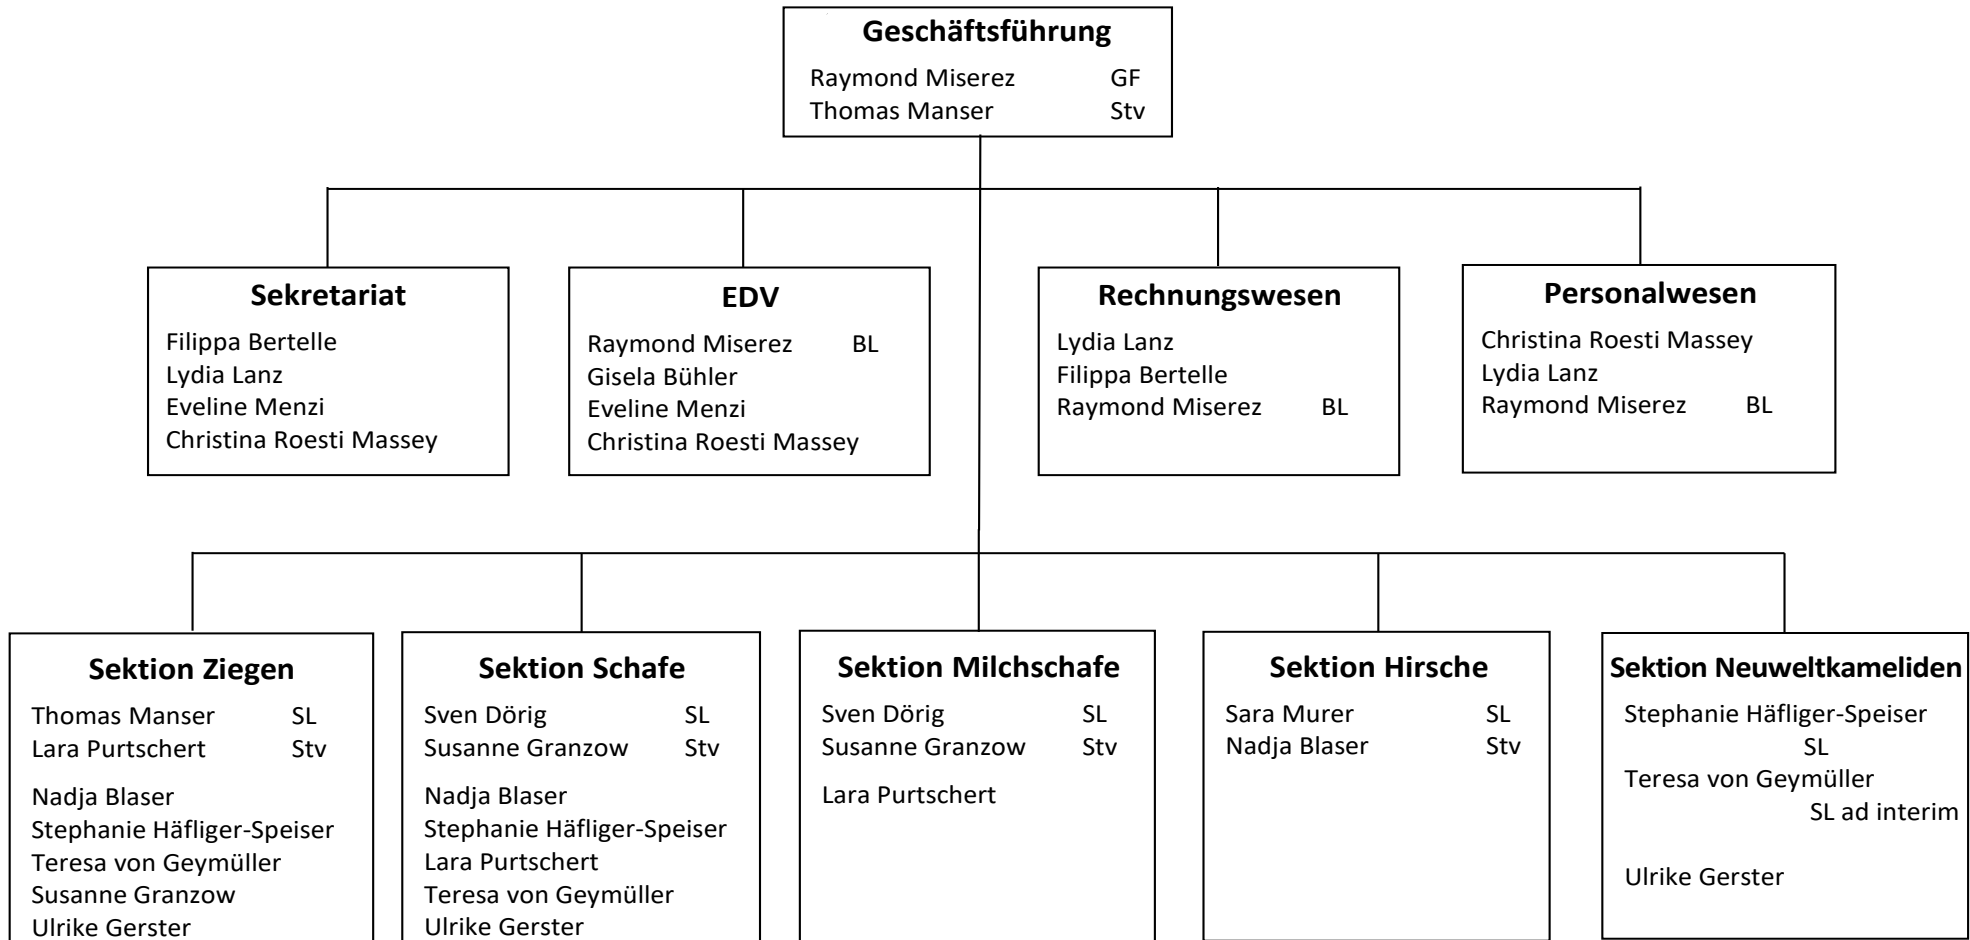 Geschäftsführung
Raymond Miserez GF
Thomas Manser Stv
Sekretariat
Filippa Bertelle
Lydia Lanz
Eveline Menzi
Christina Roesti Massey
EDV
Raymond Miserez BL
Gisela Bühler
Eveline Menzi
Christina Roesti Massey
Rechnungswesen
Lydia Lanz
Filippa Bertelle
Raymond Miserez BL
Personalwesen
Christina Roesti Massey
Lydia Lanz
Raymond Miserez BL
Sektion Ziegen
Thomas Manser SL
Lara Purtschert Stv
Nadja Blaser
Stephanie Häfliger-Speiser
Teresa von Geymüller
Susanne Granzow
Ulrike Gerster
Sektion Schafe
Sven Dörig SL
Susanne Granzow Stv
Nadja Blaser
Stephanie Häfliger-Speiser
Lara Purtschert
Teresa von Geymüller
Ulrike Gerster
Sektion Milchschafe
Sven Dörig SL
Susanne Granzow Stv
Lara Purtschert
Sektion Hirsche
Sara Murer SL
Nadja Blaser Stv
Sektion Neuweltkameliden
Stephanie Häfliger-Speiser
SL
Teresa von Geymüller
SL ad interim
Ulrike Gerster